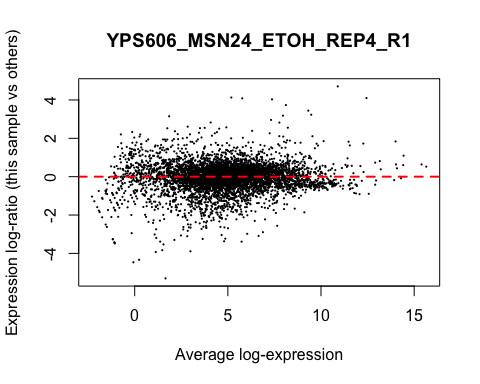 YPS606_MSN24_ETOH_REP4_R1
Expression log-ratio (this sample vs others)
4
2
0
-2
-4
0 5 10 15
Average log-expression